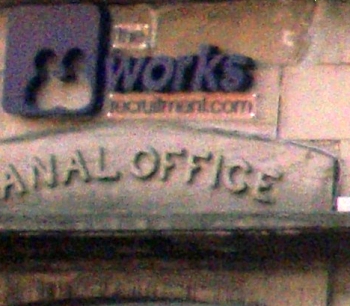 the
works
recruitment.com
ANAL OFFICE